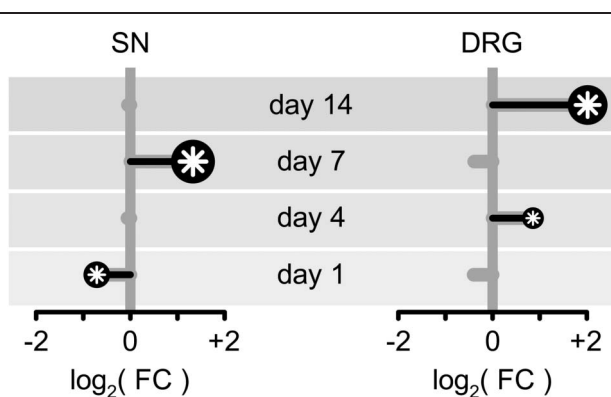 SN DRG
day 14
day 7
day 4
day 1
-2 0 +2 -2 0 +2
log₂( FC ) log₂( FC )